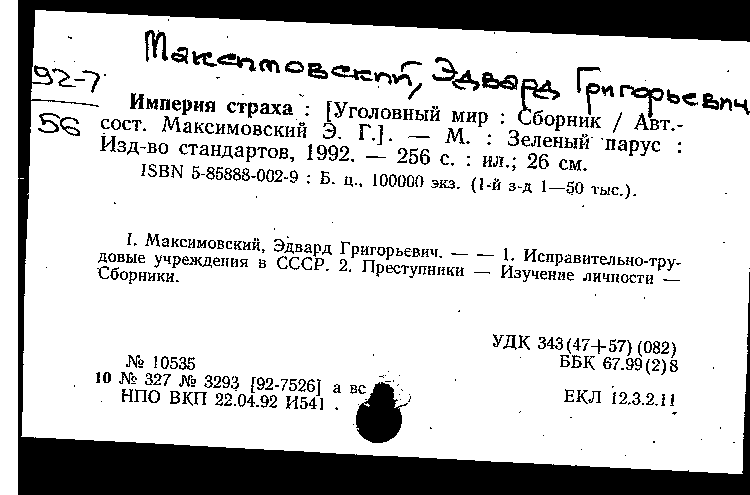 Максимовский, Эдвард Григорьевич
92-7
56
Империя страха : [Уголовный мир : Сборник / Авт.-
сост. Максимовский Э. Г.]. — М. : Зеленый парус :
Изд-во стандартов, 1992. — 256 с. : ил.; 26 см.
ISBN 5-85888-002-9 : Б. ц., 100000 экз. (1-й з-д 1—50 тыс.).
I. Максимовский, Эдвард Григорьевич. — — 1. Исправительно-тру-
довые учреждения в СССР. 2. Преступники — Изучение личности —
Сборники.
УДК 343(47+57)(082)
ББК 67.99(2)8
№ 10535
10 № 327 № 3293 [92-7526] а вс
НПО ВКП 22.04.92 И541
ЕКЛ 12.3.2.11